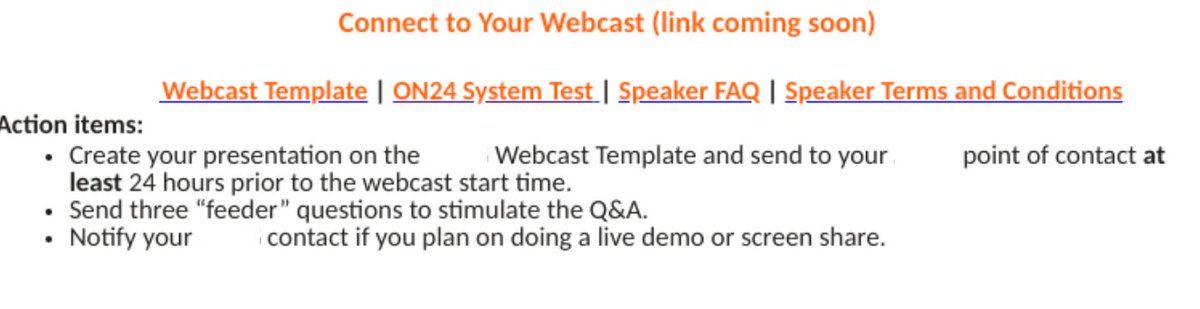 Connect to Your Webcast (link coming soon)
Webcast Template | ON24 System Test | Speaker FAQ | Speaker Terms and Conditions
Action items:
• Create your presentation on the Webcast Template and send to your point of contact at
least 24 hours prior to the webcast start time.
• Send three “feeder” questions to stimulate the Q&A.
• Notify your contact if you plan on doing a live demo or screen share.